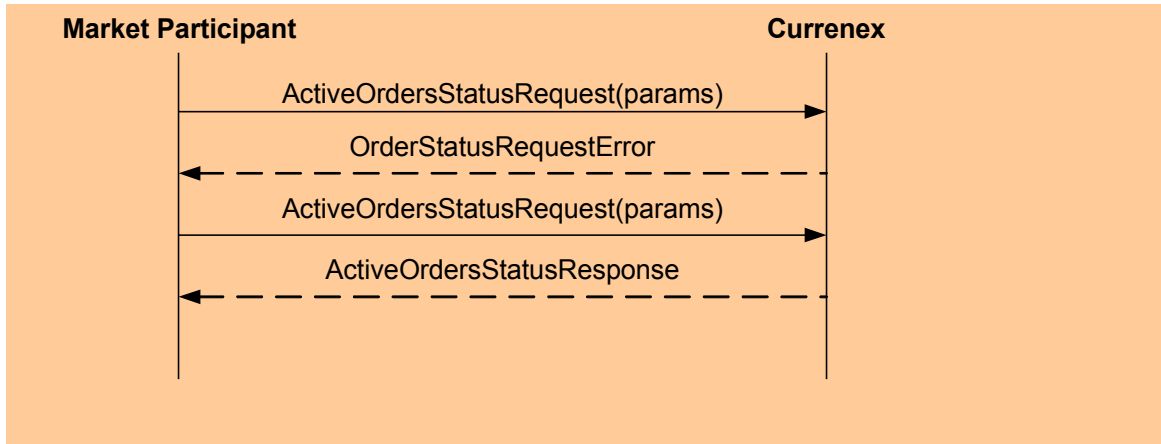 Market Participant
Currenex
ActiveOrdersStatusRequest(params)
OrderStatusRequestError
ActiveOrdersStatusRequest(params)
ActiveOrdersStatusResponse